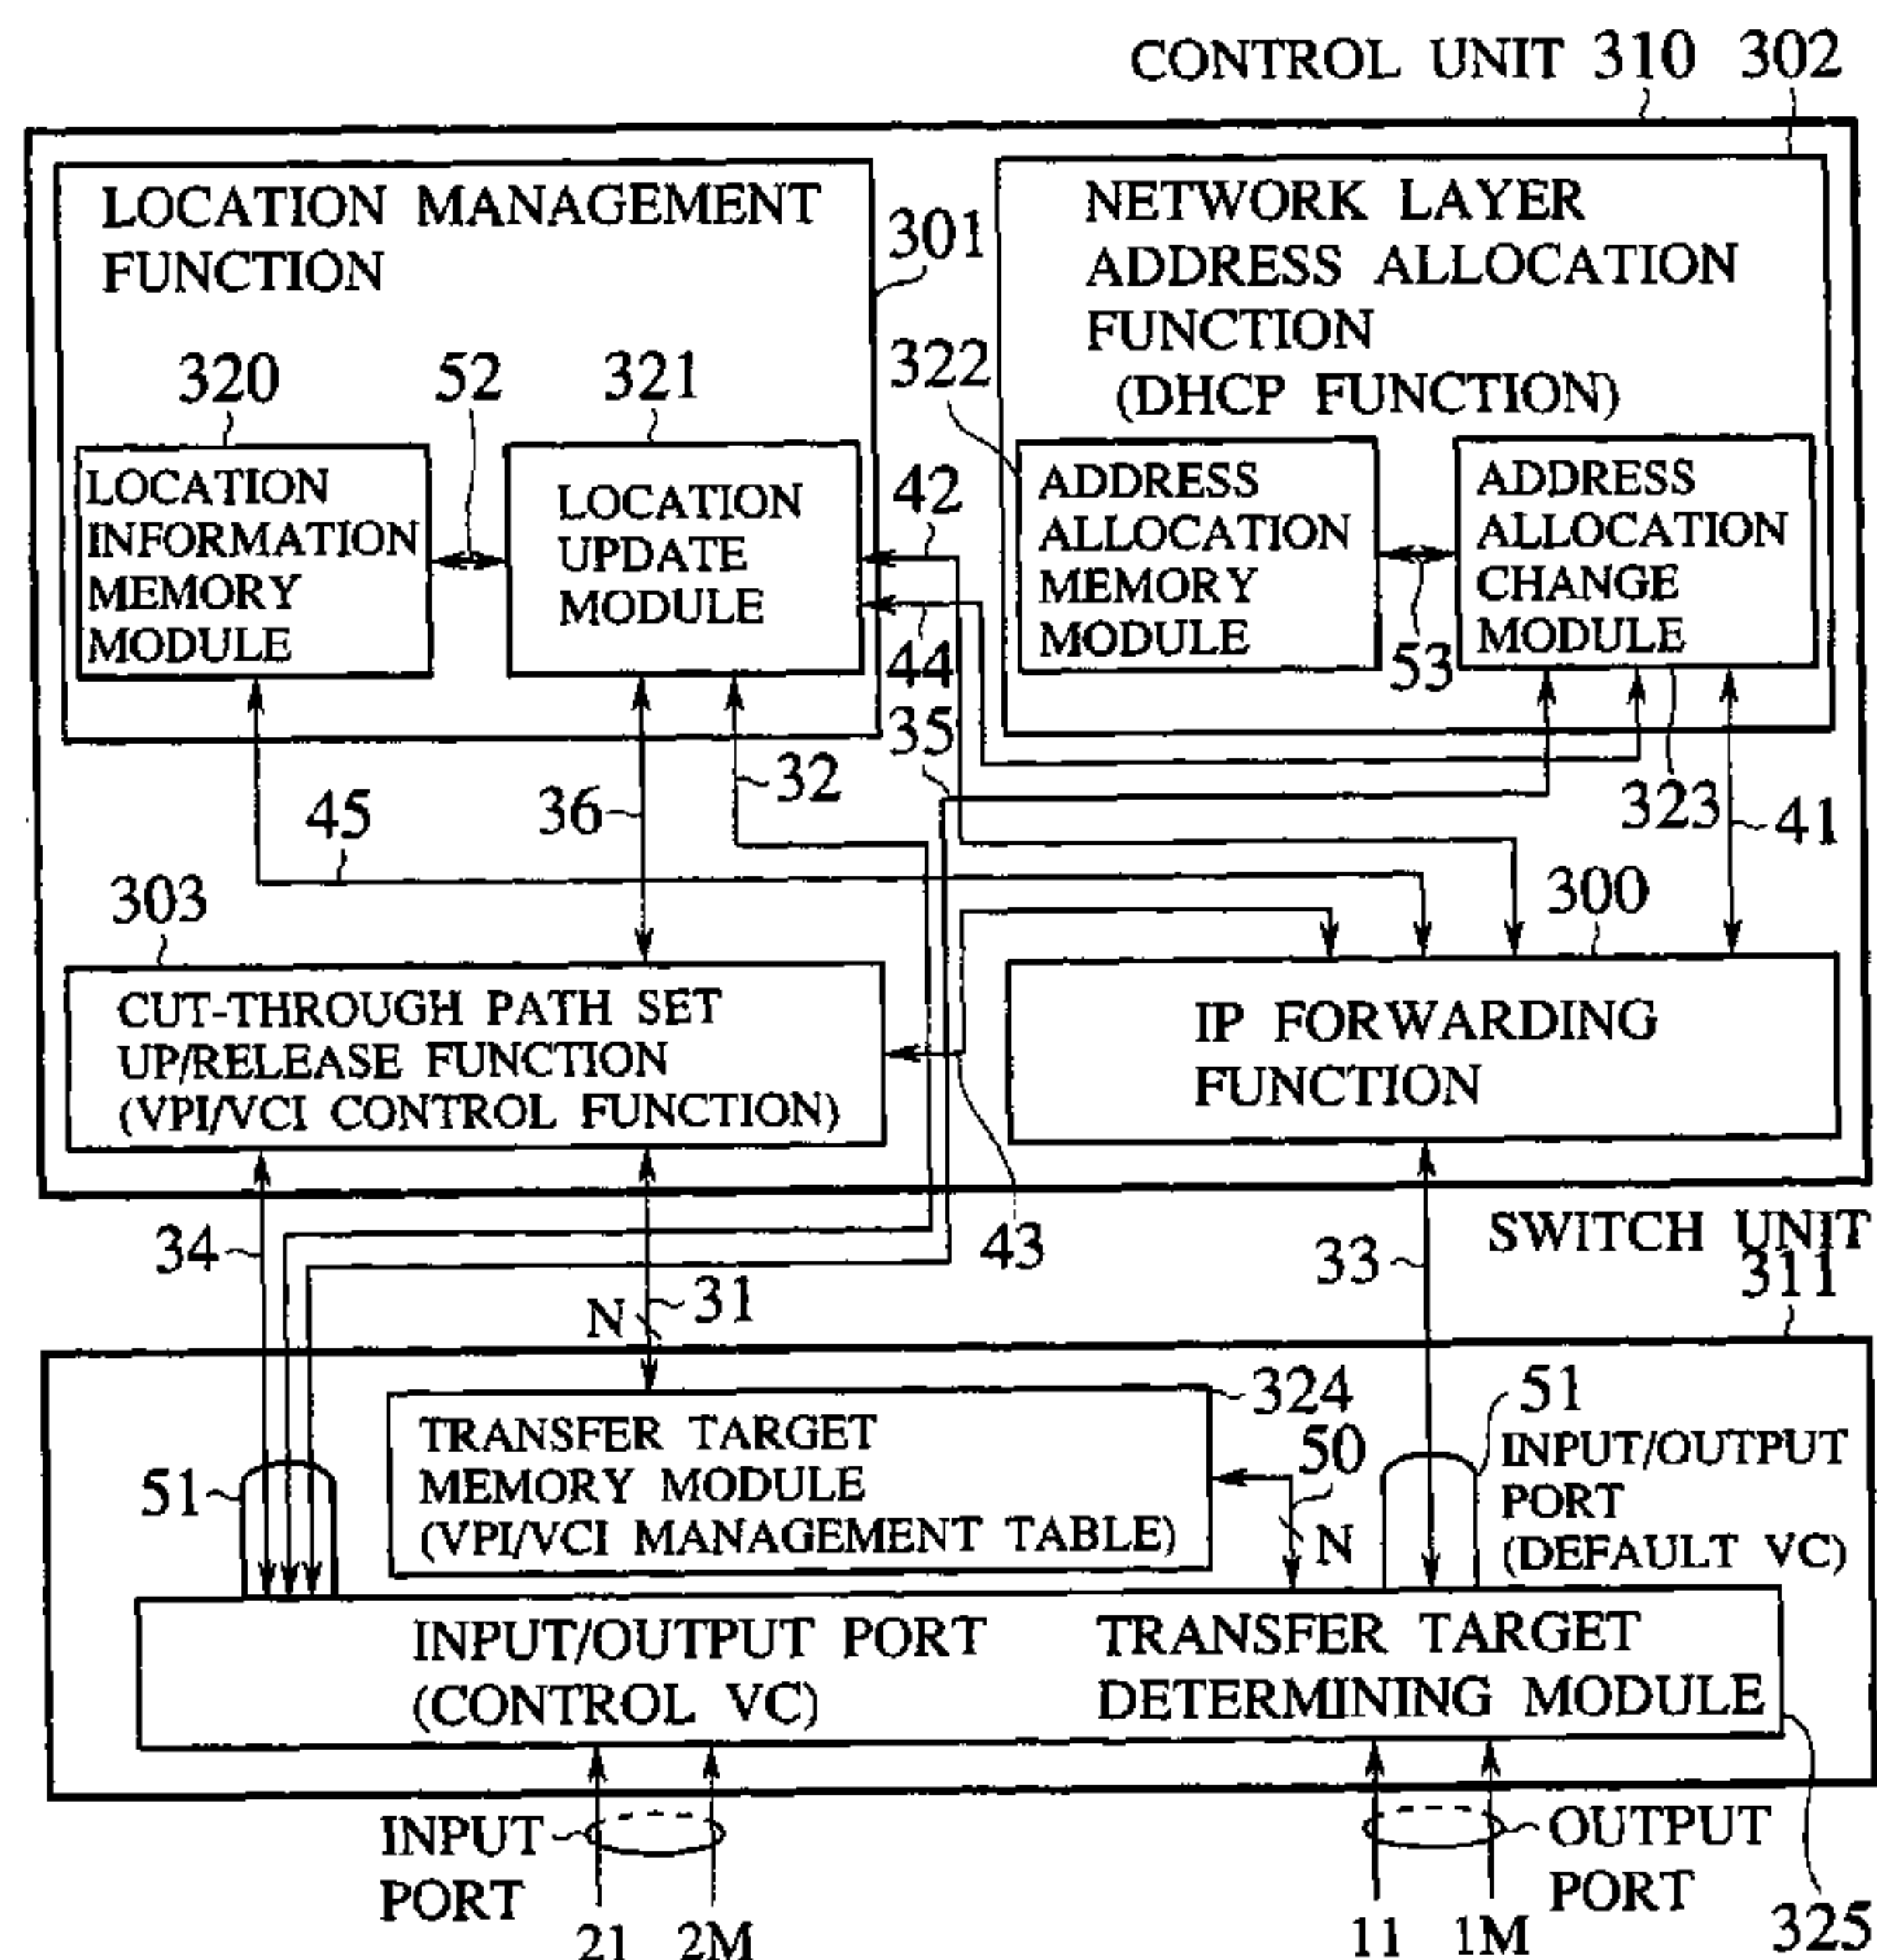 CONTROL UNIT 310 302
LOCATION MANAGEMENT
FUNCTION
301
NETWORK LAYER
ADDRESS ALLOCATION
FUNCTION
(DHCP FUNCTION)
320
52
321
322
LOCATION
INFORMATION
MEMORY
MODULE
LOCATION
UPDATE
MODULE
42
44
ADDRESS
ALLOCATION
MEMORY
MODULE
53
ADDRESS
ALLOCATION
CHANGE
MODULE
35
32
36
45
323
41
303
300
CUT-THROUGH PATH SET
UP/RELEASE FUNCTION
(VPI/VCI CONTROL FUNCTION)
IP FORWARDING
FUNCTION
34
43
33
SWITCH UNIT
311
N
31
324
51
TRANSFER TARGET
MEMORY MODULE
(VPI/VCI MANAGEMENT TABLE)
50
N
51
INPUT/OUTPUT
PORT
(DEFAULT VC)
INPUT/OUTPUT PORT
(CONTROL VC)
TRANSFER TARGET
DETERMINING MODULE
INPUT
PORT
OUTPUT
PORT
21
2M
11
1M
325